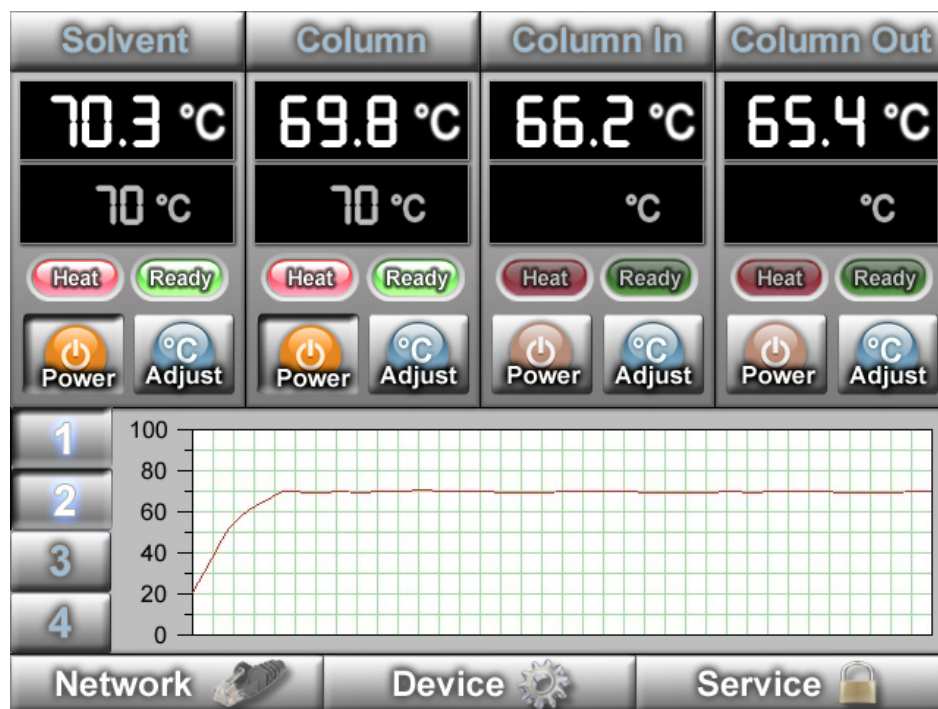 Solvent Column Column In Column Out
70.3 °C 69.8 °C 66.2 °C 65.4 °C
70 °C 70 °C °C °C
Heat Ready Heat Ready Heat Ready Heat Ready
°C °C °C °C
Power Adjust Power Adjust Power Adjust Power Adjust
1
2
3
4
100
80
60
40
20
0
Network Device Service